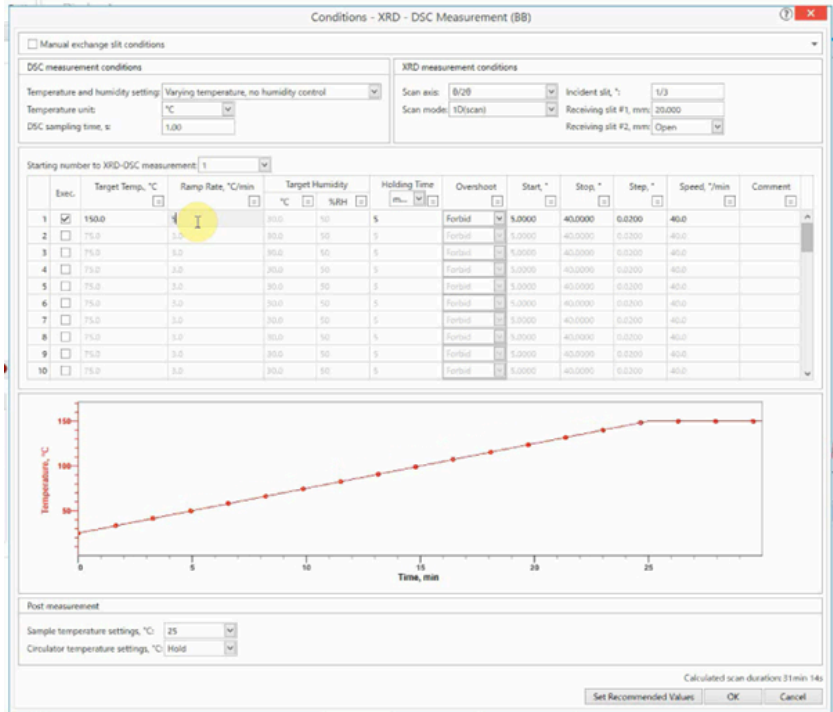 Conditions - XRD - DSC Measurement (BB)
Manual exchange slit conditions
DSC measurement conditions
XRD measurement conditions
Temperature and humidity setting: Varying temperature, no humidity control
Scan axis: θ/2θ
Incident slit, °: 1/3
Temperature unit: °C
Scan mode: 1D(scan)
Receiving slit #1, mm: 20.000
DSC sampling time, s: 1.00
Receiving slit #2, mm: Open
Starting number to XRD-DSC measurement: 1
Exec. Target Temp., °C Ramp Rate, °C/min Target Humidity Holding Time Overshoot Start, ° Stop, ° Step, ° Speed, °/min Comment
°C %RH m...
1 150.0 5 30.0 50 5 Forbid 5.0000 40.0000 0.0200 40.0
2 75.0 3.0 30.0 50 5 Forbid 5.0000 40.0000 0.0200 40.0
3 75.0 3.0 30.0 50 5 Forbid 5.0000 40.0000 0.0200 40.0
4 75.0 3.0 30.0 50 5 Forbid 5.0000 40.0000 0.0200 40.0
5 75.0 3.0 30.0 50 5 Forbid 5.0000 40.0000 0.0200 40.0
6 75.0 3.0 30.0 50 5 Forbid 5.0000 40.0000 0.0200 40.0
7 75.0 3.0 30.0 50 5 Forbid 5.0000 40.0000 0.0200 40.0
8 75.0 3.0 30.0 50 5 Forbid 5.0000 40.0000 0.0200 40.0
9 75.0 3.0 30.0 50 5 Forbid 5.0000 40.0000 0.0200 40.0
10 75.0 3.0 30.0 50 5 Forbid 5.0000 40.0000 0.0200 40.0
150
100
50
Temperature, °C
0 5 10 15 20 25
Time, min
Post measurement
Sample temperature settings, °C: 25
Circulator temperature settings, °C: Hold
Calculated scan duration: 31min 14s
Set Recommended Values OK Cancel